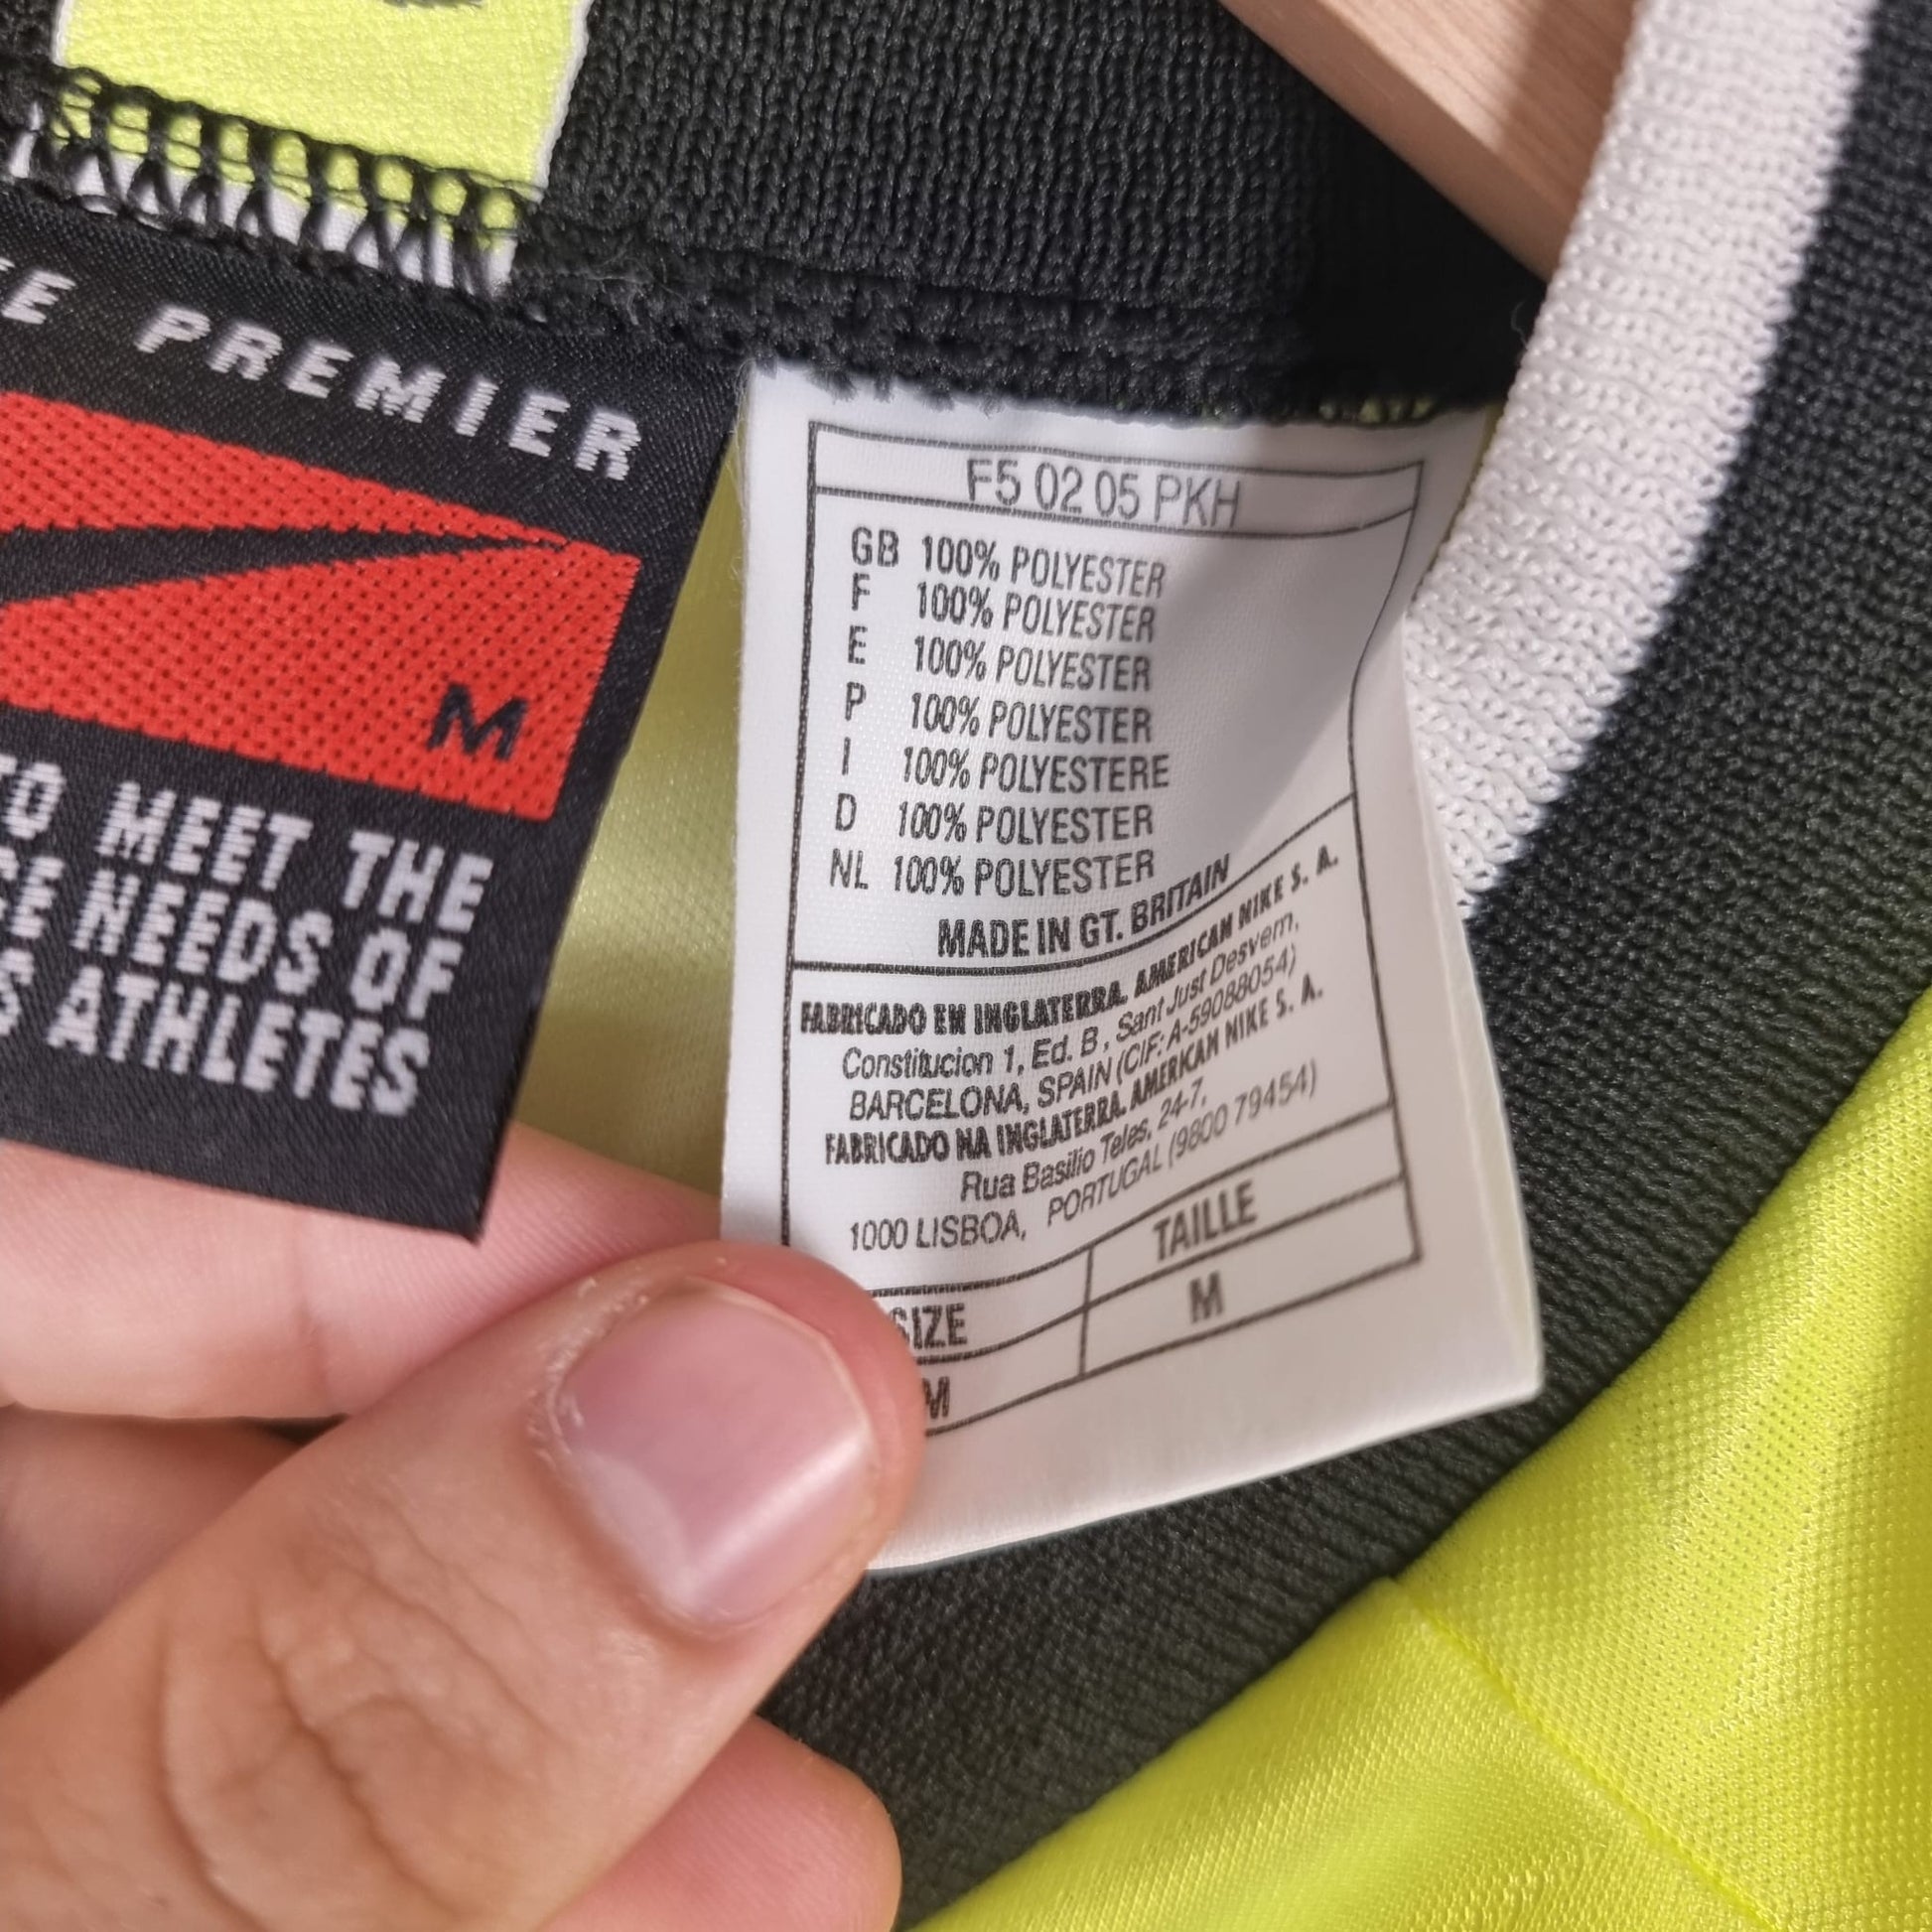 PREMIER
M
TO MEET THE
NEEDS OF
ATHLETES
F5 02 05 PKH
GB 100% POLYESTER
F 100% POLYESTER
E 100% POLYESTER
P 100% POLYESTER
I 100% POLYESTERE
D 100% POLYESTER
NL 100% POLYESTER
MADE IN GT. BRITAIN
FABRICADO EN INGLATERRA. AMERICAN NIKE S. A.
Constitucion 1, Ed. B, Sant Just Desvern,
BARCELONA, SPAIN (CIF: A-59088054)
FABRICADO NA INGLATERRA. AMERICAN NIKE S. A.
Rua Basilio Teles, 24-7,
1000 LISBOA, PORTUGAL (9800 79454)
SIZE TAILLE
M M